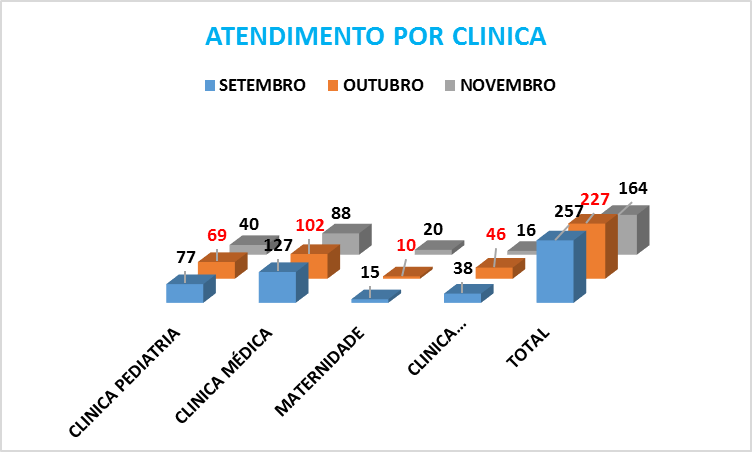 ATENDIMENTO POR CLINICA
SETEMBRO OUTUBRO NOVEMBRO
77 69 40
127 102 88
15 10 20
38 46 16
257 227 164
CLINICA PEDIATRIA
CLINICA MÉDICA
MATERNIDADE
CLINICA...
TOTAL